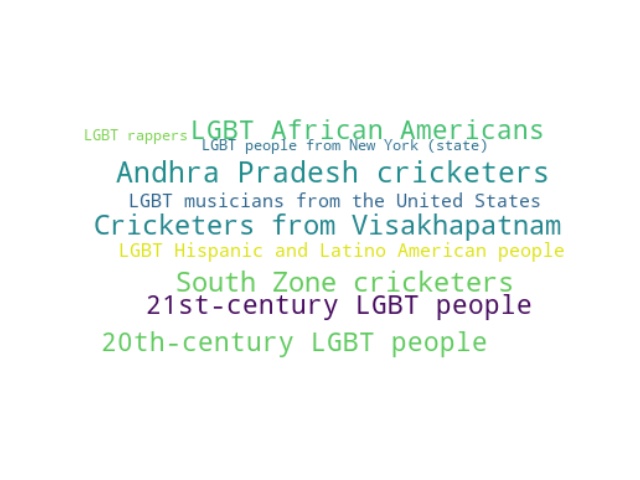 LGBT African Americans
LGBT rappers
LGBT people from New York (state)
Andhra Pradesh cricketers
LGBT musicians from the United States
Cricketers from Visakhapatnam
LGBT Hispanic and Latino American people
South Zone cricketers
21st-century LGBT people
20th-century LGBT people